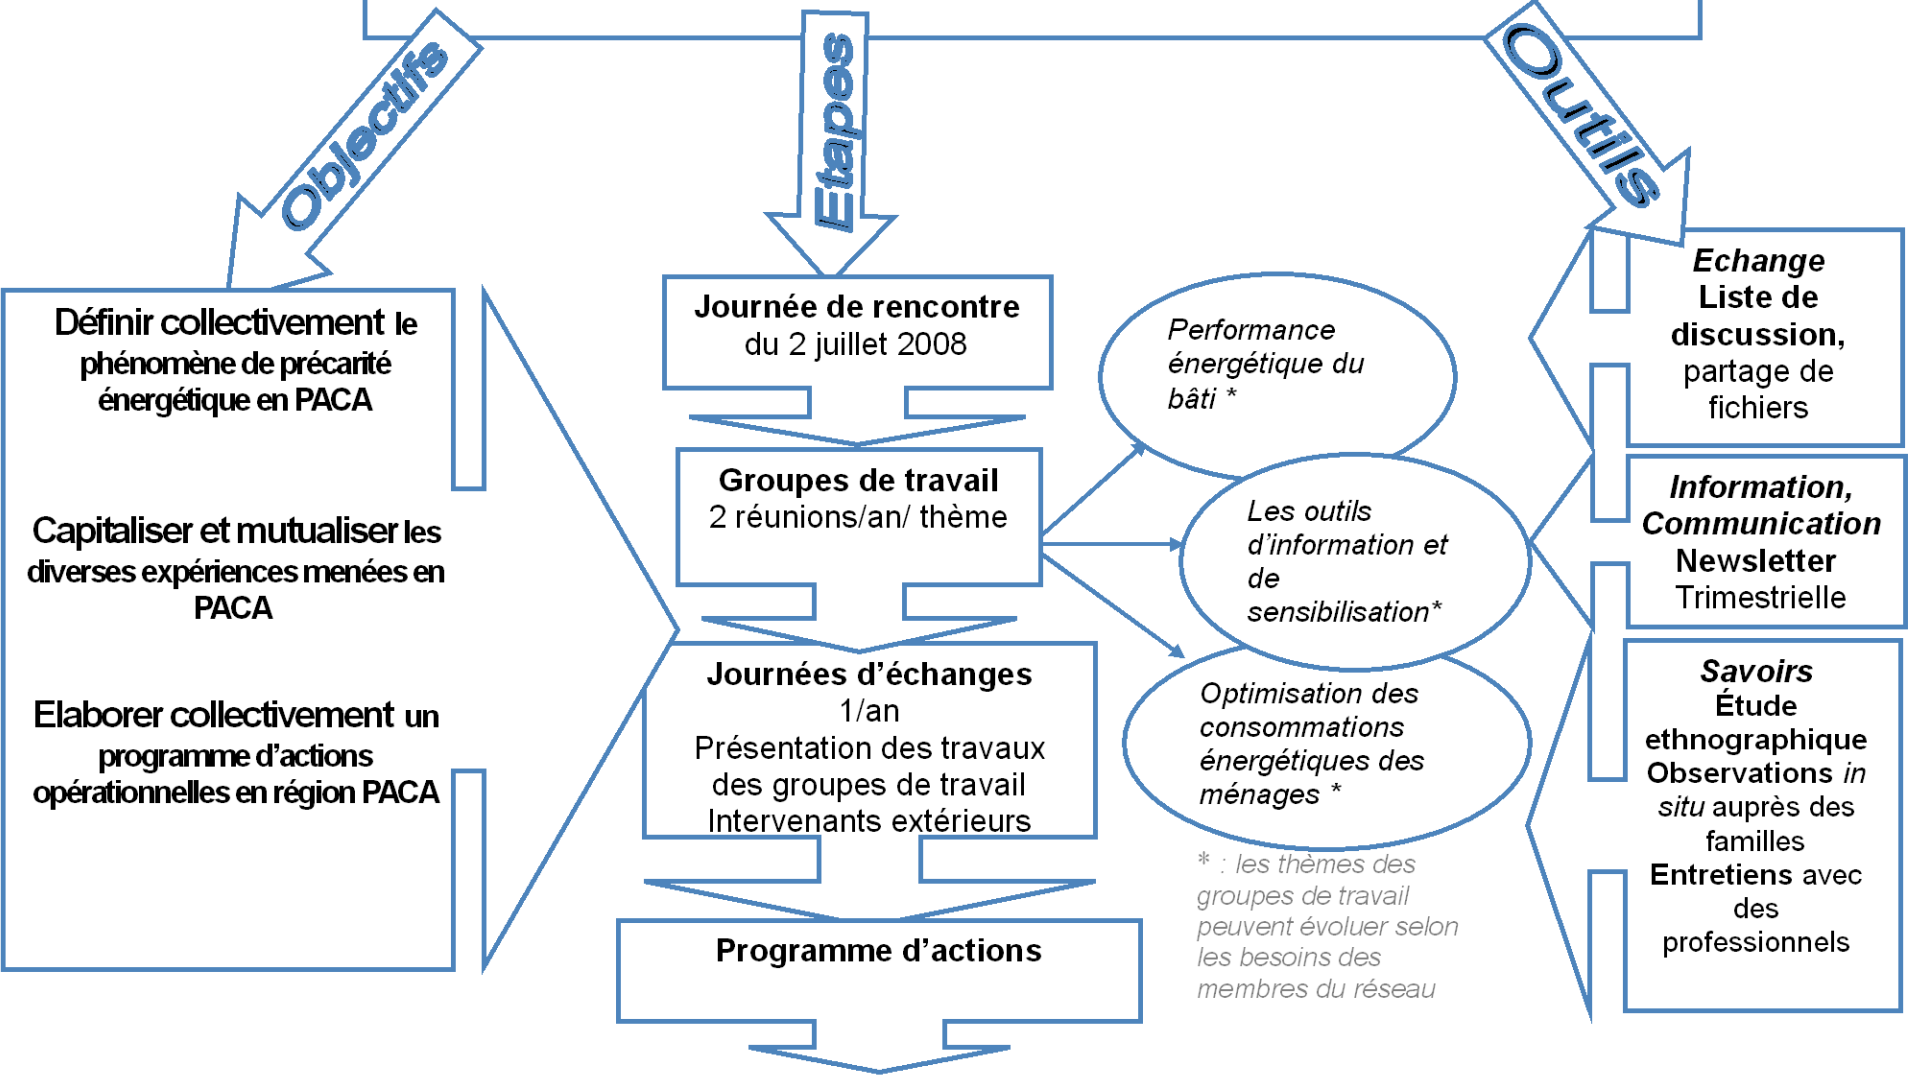 Objectifs
Définir collectivement le
phénomène de précarité
énergétique en PACA
Capitaliser et mutualiser les
diverses expériences menées en
PACA
Elaborer collectivement un
programme d'actions
opérationnelles en région PACA
Etapes
Journée de rencontre
du 2 juillet 2008
Groupes de travail
2 réunions/an/ thème
Journées d'échanges
1/an
Présentation des travaux
des groupes de travail
Intervenants extérieurs
Programme d'actions
Performance
énergétique du
bâti *
Les outils
d'information et
de
sensibilisation*
Optimisation des
consommations
énergétiques des
ménages *
* : les thèmes des
groupes de travail
peuvent évoluer selon
les besoins des
membres du réseau
Outils
Echange
Liste de
discussion,
partage de
fichiers
Information,
Communication
Newsletter
Trimestrielle
Savoirs
Étude
ethnographique
Observations in
situ auprès des
familles
Entretiens avec
des
professionnels